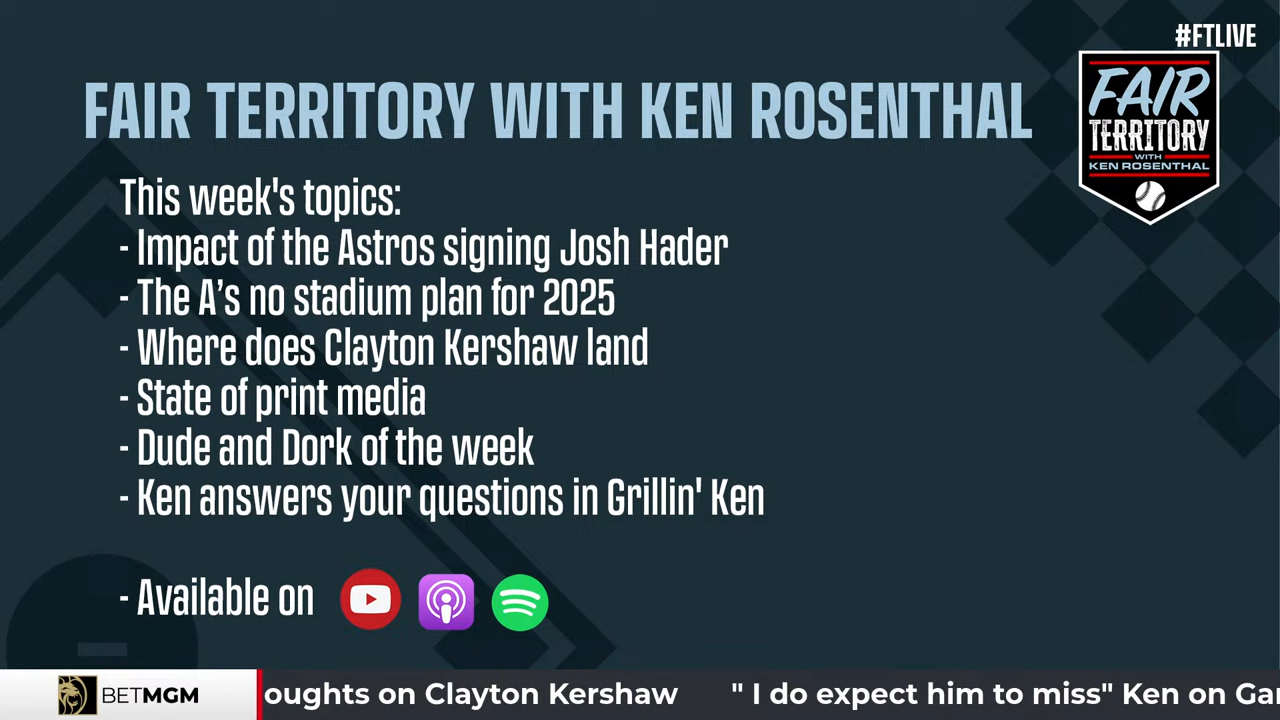 #FTLIVE
FAIR TERRITORY WITH KEN ROSENTHAL
FAIR
TERRITORY
WITH
KEN ROSENTHAL
This week's topics:
- Impact of the Astros signing Josh Hader
- The A’s no stadium plan for 2025
- Where does Clayton Kershaw land
- State of print media
- Dude and Dork of the week
- Ken answers your questions in Grillin' Ken
- Available on
BETMGM
oughts on Clayton Kershaw " I do expect him to miss" Ken on Ga